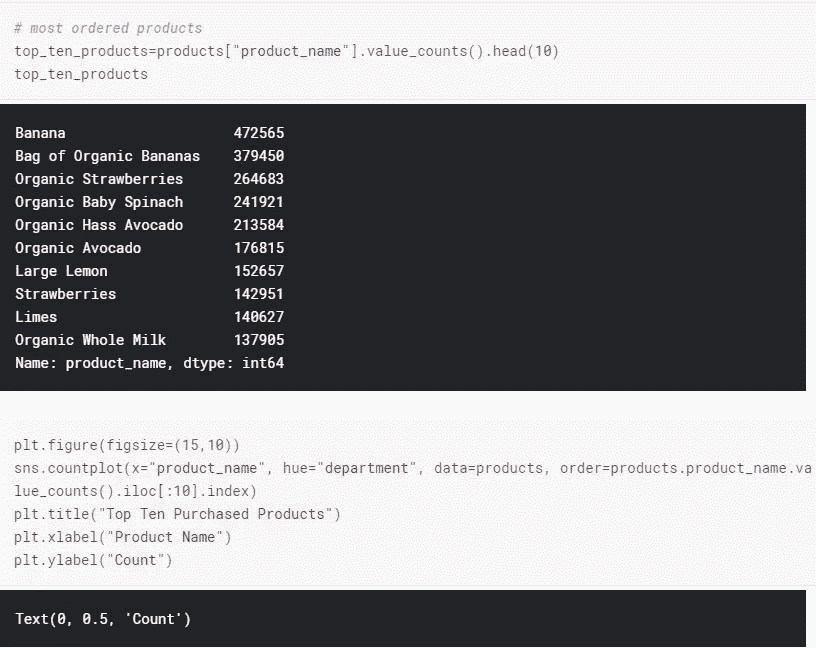 # most ordered products
top_ten_products=products["product_name"].value_counts().head(10)
top_ten_products
Banana 472565
Bag of Organic Bananas 379450
Organic Strawberries 264683
Organic Baby Spinach 241921
Organic Hass Avocado 213584
Organic Avocado 176815
Large Lemon 152657
Strawberries 142951
Limes 140627
Organic Whole Milk 137905
Name: product_name, dtype: int64
plt.figure(figsize=(15,10))
sns.countplot(x="product_name", hue="department", data=products, order=products.product_name.va
lue_counts().iloc[:10].index)
plt.title("Top Ten Purchased Products")
plt.xlabel("Product Name")
plt.ylabel("Count")
Text(0, 0.5, 'Count')